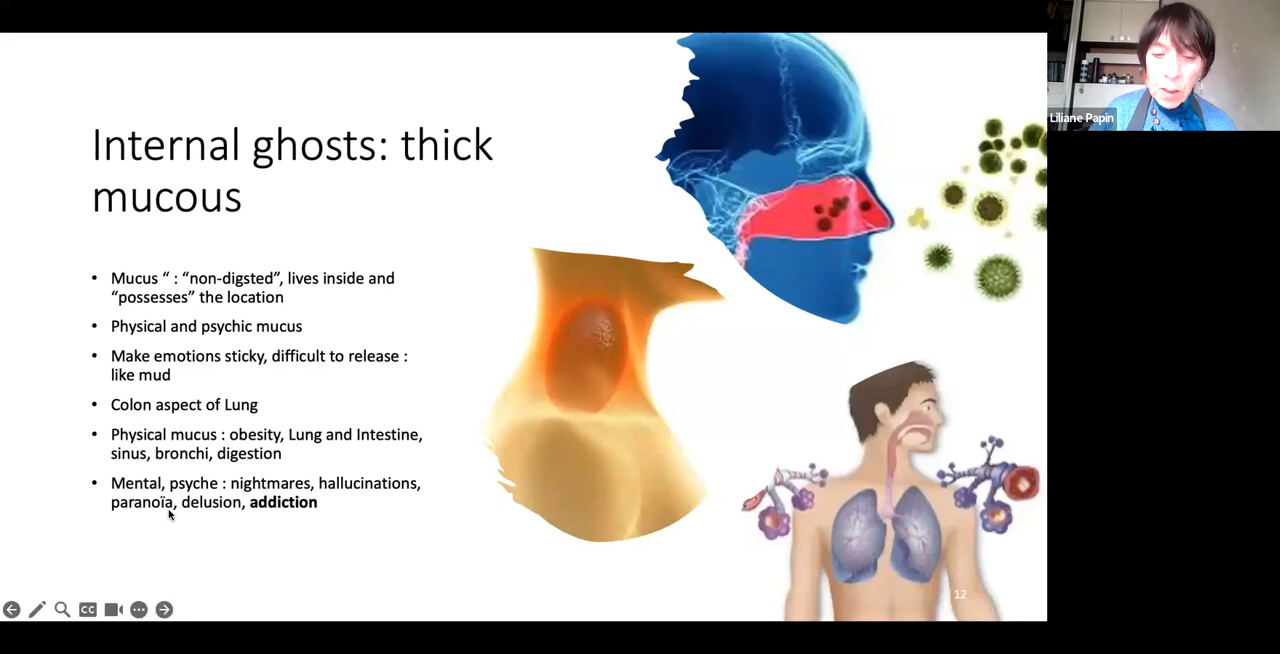 Internal ghosts: thick
mucous
• Mucus “ : “non-digsted”, lives inside and
“possesses” the location
• Physical and psychic mucus
• Make emotions sticky, difficult to release :
like mud
• Colon aspect of Lung
• Physical mucus : obesity, Lung and Intestine,
sinus, bronchi, digestion
• Mental, psyche : nightmares, hallucinations,
paranoïa, delusion, addiction
12
CC
Liliane Papin